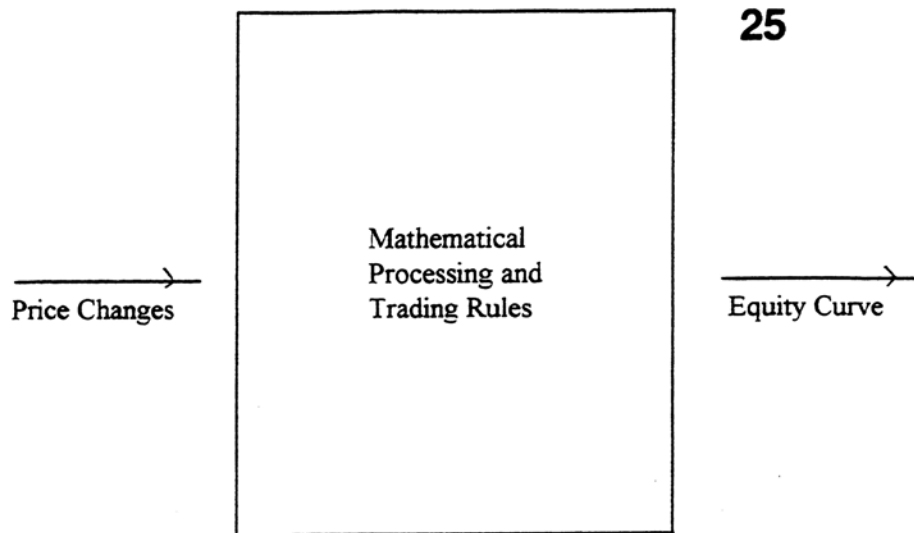 25
Mathematical
Processing and
Trading Rules
Price Changes
Equity Curve